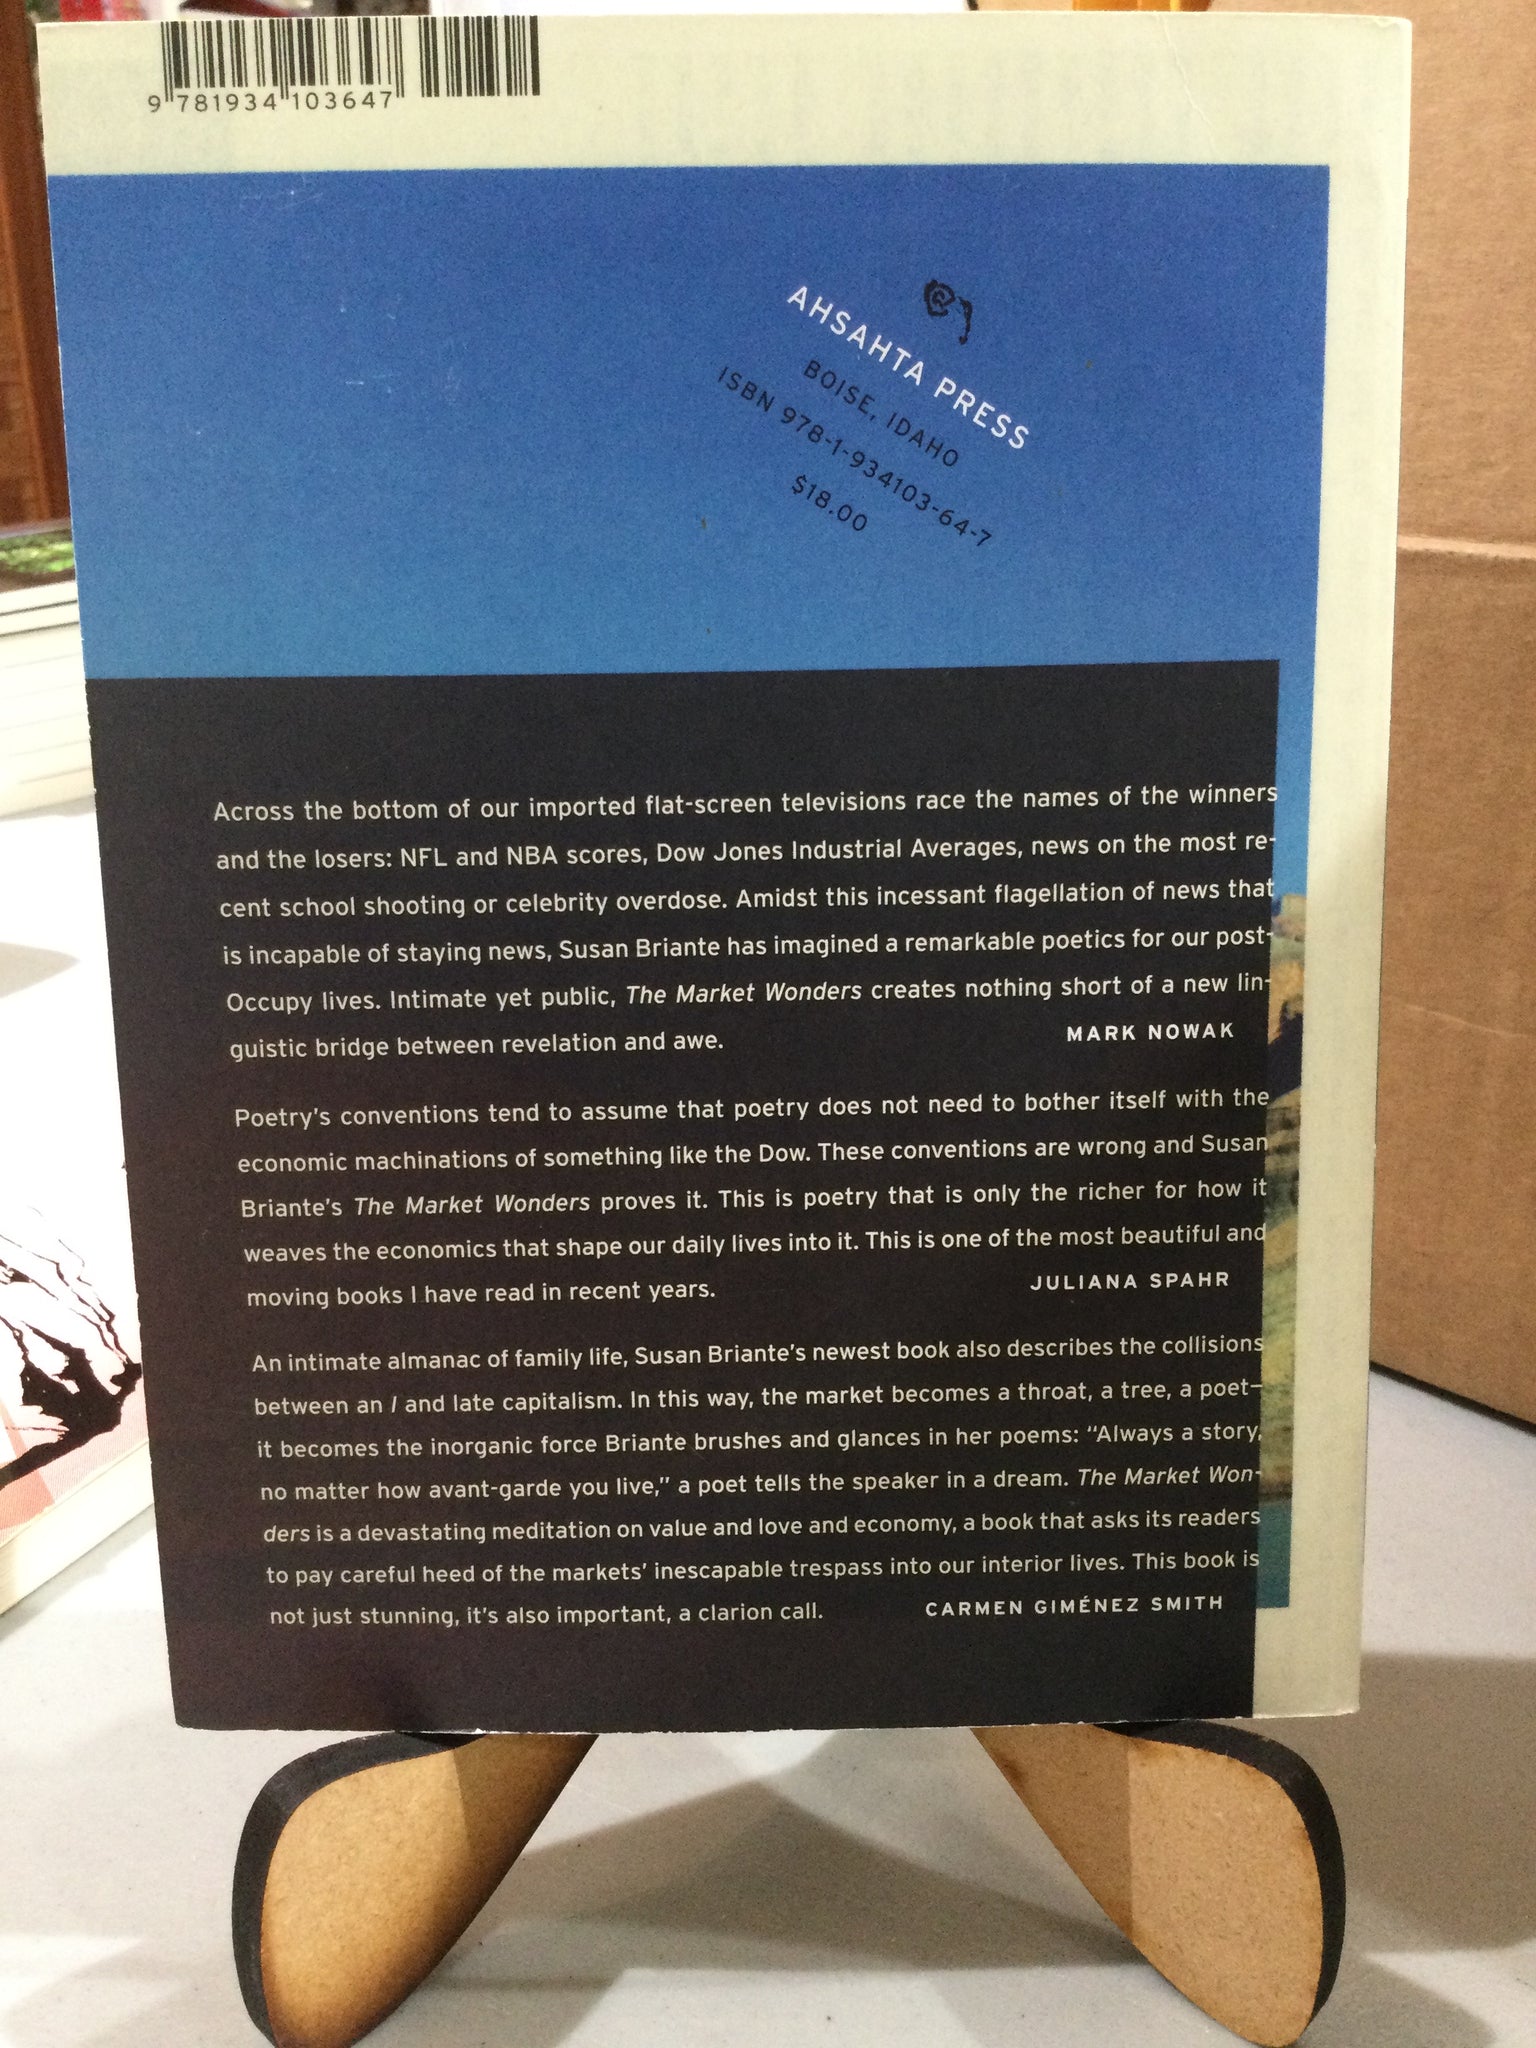 9 781934 103647
AHSAHTA PRESS
BOISE, IDAHO
ISBN 978-1-934103-64-7
$18.00
Across the bottom of our imported flat-screen televisions race the names of the winners
and the losers: NFL and NBA scores, Dow Jones Industrial Averages, news on the most re-
cent school shooting or celebrity overdose. Amidst this incessant flagellation of news that
is incapable of staying news, Susan Briante has imagined a remarkable poetics for our post-
Occupy lives. Intimate yet public, The Market Wonders creates nothing short of a new lin-
guistic bridge between revelation and awe. MARK NOWAK
Poetry's conventions tend to assume that poetry does not need to bother itself with the
economic machinations of something like the Dow. These conventions are wrong and Susan
Briante's The Market Wonders proves it. This is poetry that is only the richer for how it
weaves the economics that shape our daily lives into it. This is one of the most beautiful and
moving books I have read in recent years. JULIANA SPAHR
An intimate almanac of family life, Susan Briante's newest book also describes the collisions
between an I and late capitalism. In this way, the market becomes a throat, a tree, a poet—
it becomes the inorganic force Briante brushes and glances in her poems: "Always a story,
no matter how avant-garde you live," a poet tells the speaker in a dream. The Market Won-
ders is a devastating meditation on value and love and economy, a book that asks its readers
to pay careful heed of the markets' inescapable trespass into our interior lives. This book is
not just stunning, it's also important, a clarion call. CARMEN GIMÉNEZ SMITH